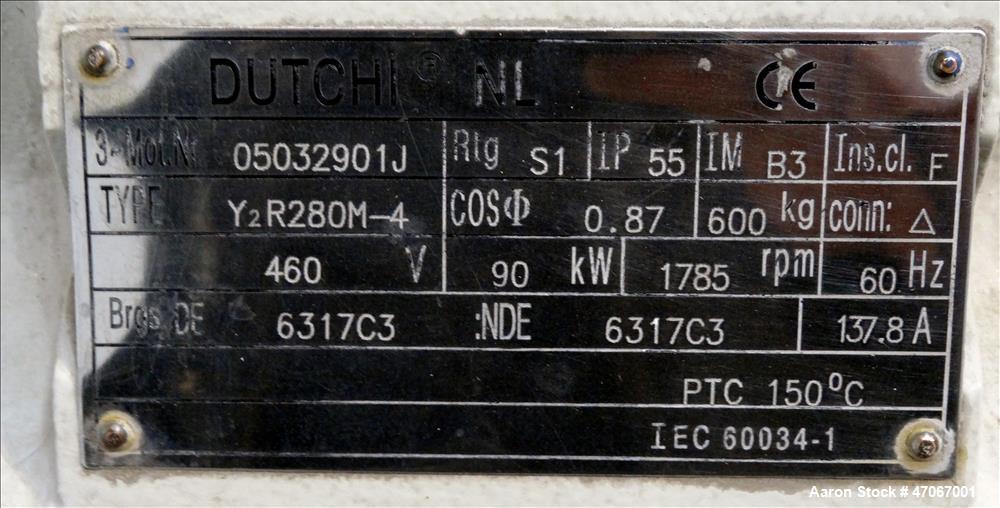 DUTCHI® NL CE
3~Mot.Nr 05032901J Rtg S1 IP 55 IM B3 Ins.cl. F
TYPE Y₂R280M-4 COSΦ 0.87 600 kg conn: △
460 V 90 kW 1785 rpm 60 Hz
Brgs DE 6317C3 :NDE 6317C3 137.8 A
PTC 150°C
IEC 60034-1
Aaron Stock # 47067001